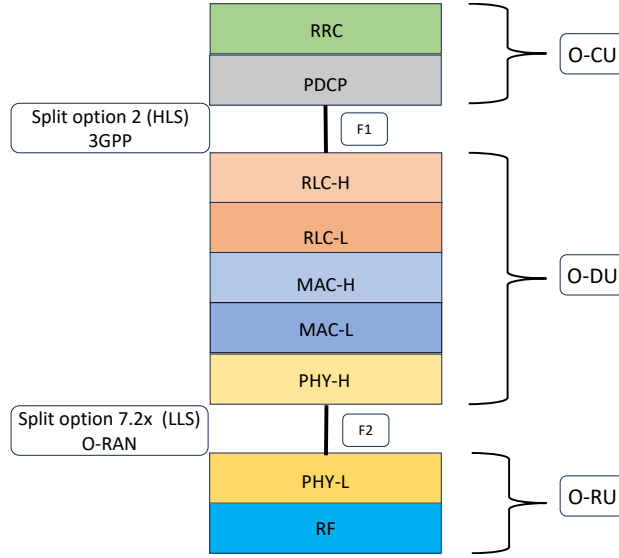 RRC
O-CU
PDCP
Split option 2 (HLS)
3GPP
F1
RLC-H
RLC-L
O-DU
MAC-H
MAC-L
PHY-H
Split option 7.2x (LLS)
O-RAN
F2
PHY-L
O-RU
RF